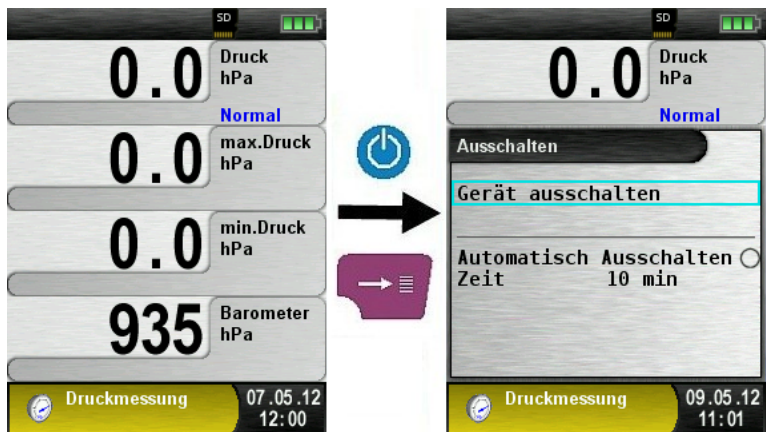 SD
0.0 Druck
hPa
Normal
0.0 max.Druck
hPa
0.0 min.Druck
hPa
935 Barometer
hPa
Druckmessung 07.05.12
12:00
SD
0.0 Druck
hPa
Normal
Ausschalten
Gerät ausschalten
Automatisch Ausschalten
Zeit 10 min
Druckmessung 09.05.12
11:01